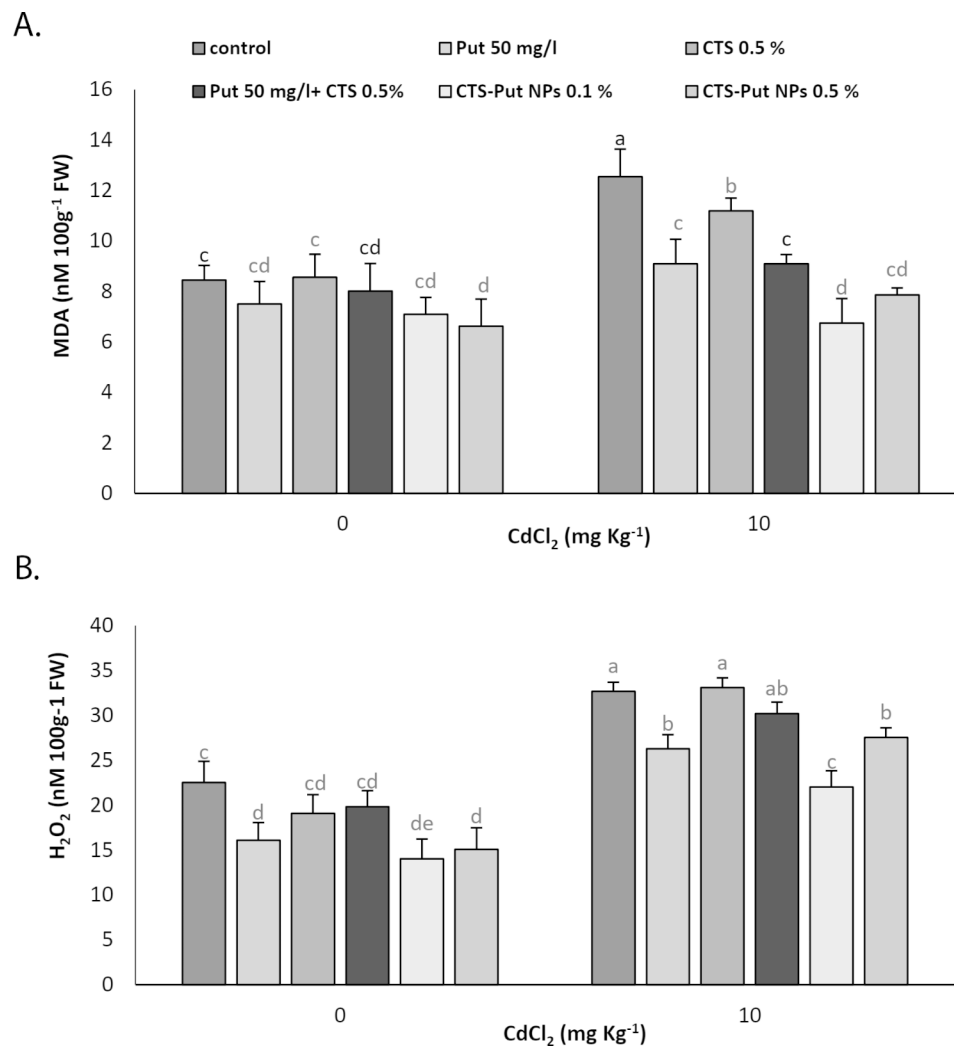 A.
control Put 50 mg/l CTS 0.5 %
Put 50 mg/l+ CTS 0.5% CTS-Put NPs 0.1 % CTS-Put NPs 0.5 %
MDA (nM 100g⁻¹ FW)
16
14
12
10
8
6
4
2
0
c cd c cd cd d
a c b c d cd
0 10
CdCl₂ (mg Kg⁻¹)
B.
H₂O₂ (nM 100g-1 FW)
40
35
30
25
20
15
10
5
0
c d cd cd de d
a b a ab c b
0 10
CdCl₂ (mg Kg⁻¹)